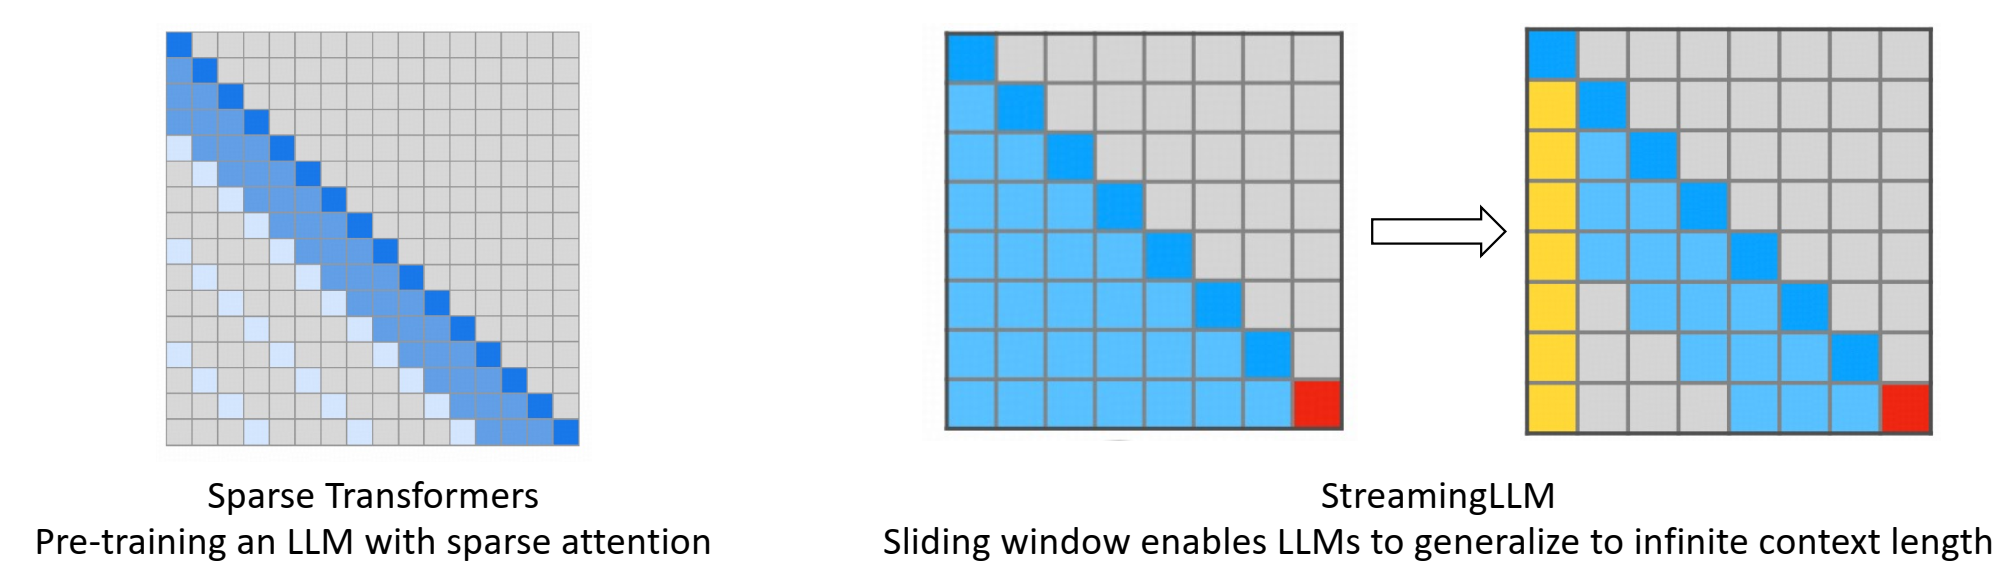 Sparse Transformers
Pre-training an LLM with sparse attention
StreamingLLM
Sliding window enables LLMs to generalize to infinite context length